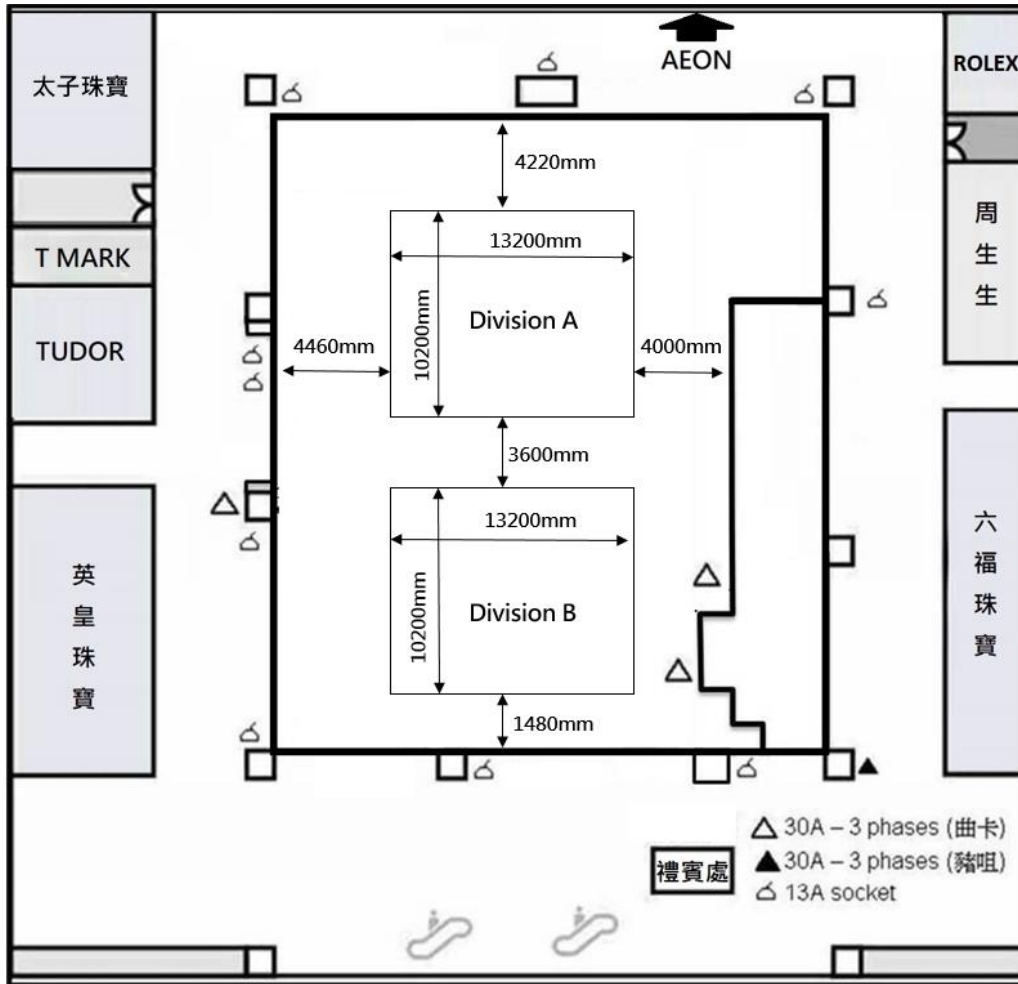 AEON
太子珠寶
ROLEX
4220mm
13200mm
周生生
T MARK
Division A
TUDOR
10200mm
4460mm
4000mm
3600mm
13200mm
英皇珠寶
10200mm
Division B
六福珠寶
1480mm
30A – 3 phases (曲卡)
禮賓處
30A – 3 phases (豬咀)
13A socket